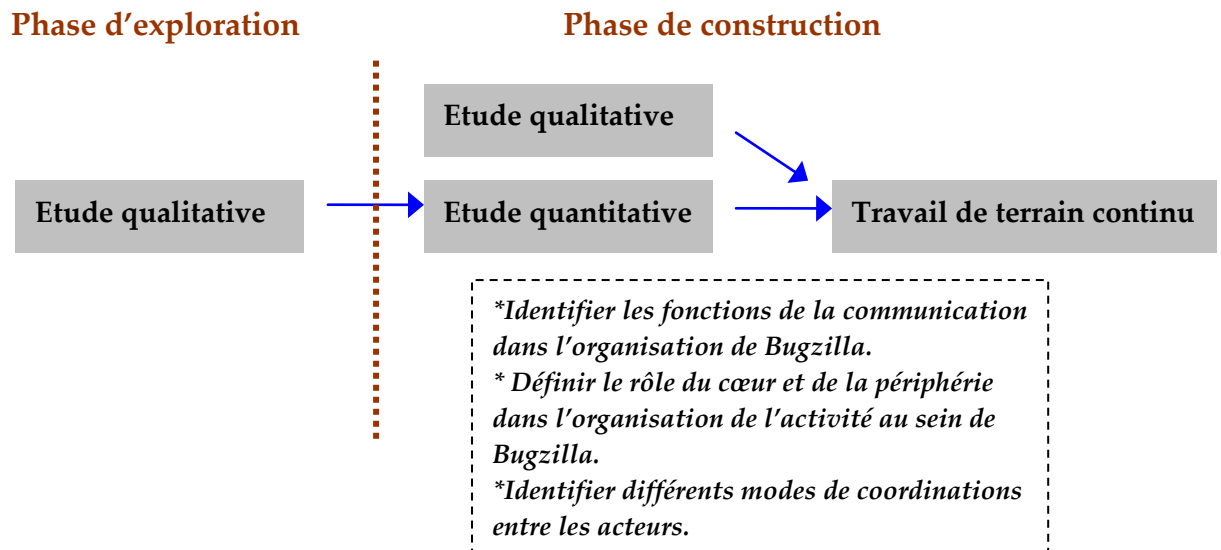 Phase d’exploration
Phase de construction
Etude qualitative
Etude qualitative
Etude quantitative
Travail de terrain continu
*Identifier les fonctions de la communication
dans l’organisation de Bugzilla.
* Définir le rôle du cœur et de la périphérie
dans l’organisation de l’activité au sein de
Bugzilla.
*Identifier différents modes de coordinations
entre les acteurs.